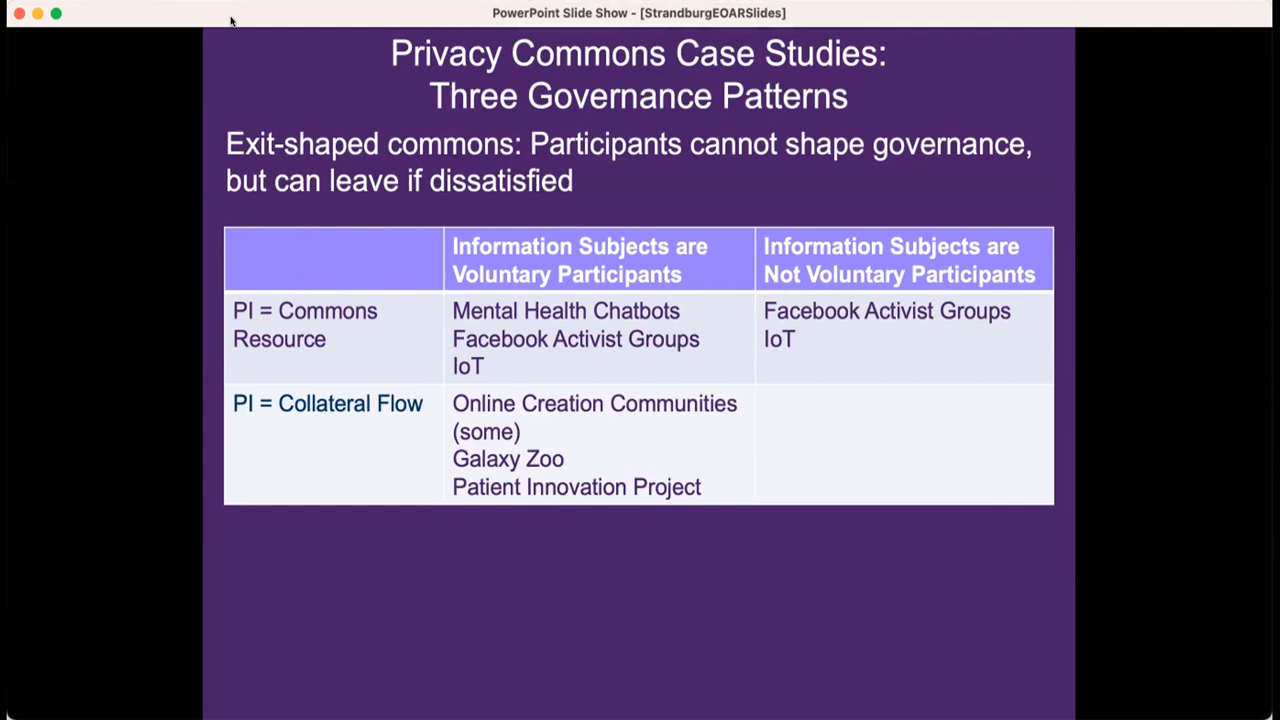 PowerPoint Slide Show - [StrandburgEOARSlides]
Privacy Commons Case Studies:
Three Governance Patterns
Exit-shaped commons: Participants cannot shape governance,
but can leave if dissatisfied
Information Subjects are
Voluntary Participants
Information Subjects are
Not Voluntary Participants
PI = Commons
Resource
Mental Health Chatbots
Facebook Activist Groups
IoT
Facebook Activist Groups
IoT
PI = Collateral Flow
Online Creation Communities
(some)
Galaxy Zoo
Patient Innovation Project